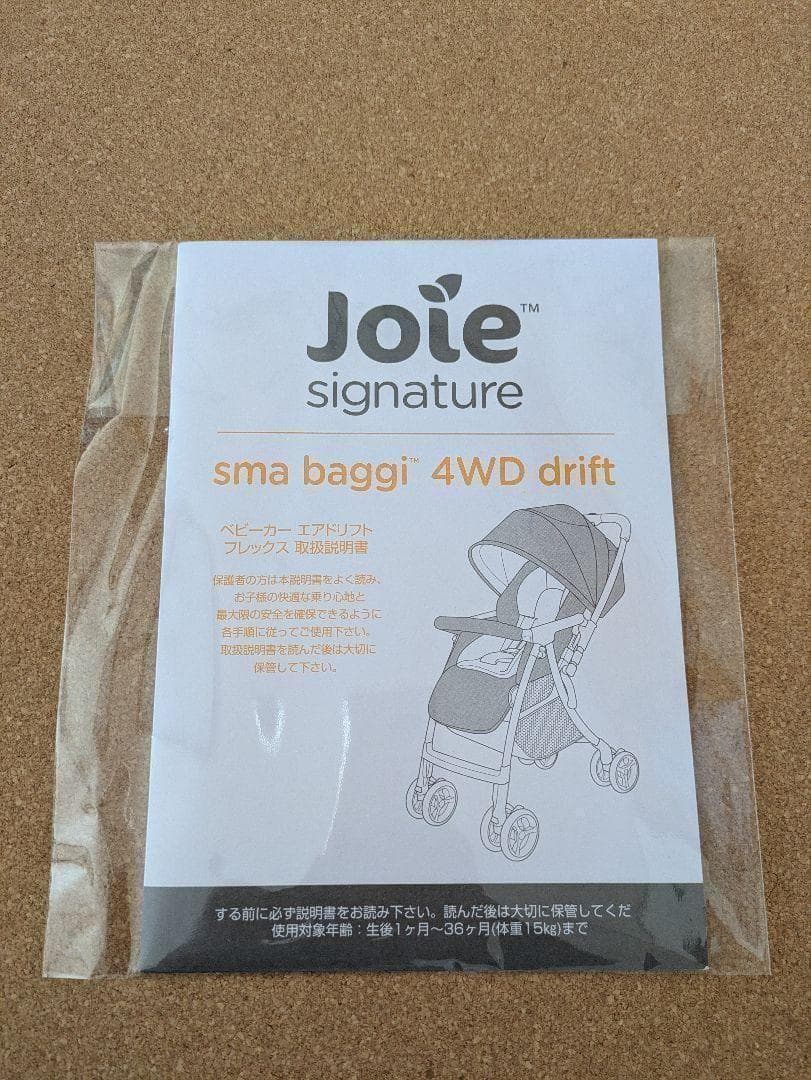 Joie™
signature
sma baggi™ 4WD drift
ベビーカー エアドリフト
フレックス 取扱説明書
保護者の方は本説明書をよく読み、
お子様の快適な乗り心地と
最大限の安全を確保できるように
各手順に従ってご使用下さい。
取扱説明書を読んだ後は大切に
保管して下さい。
する前に必ず説明書をお読み下さい。読んだ後は大切に保管してくだ
使用対象年齢：生後1ヶ月～36ヶ月(体重15kg)まで